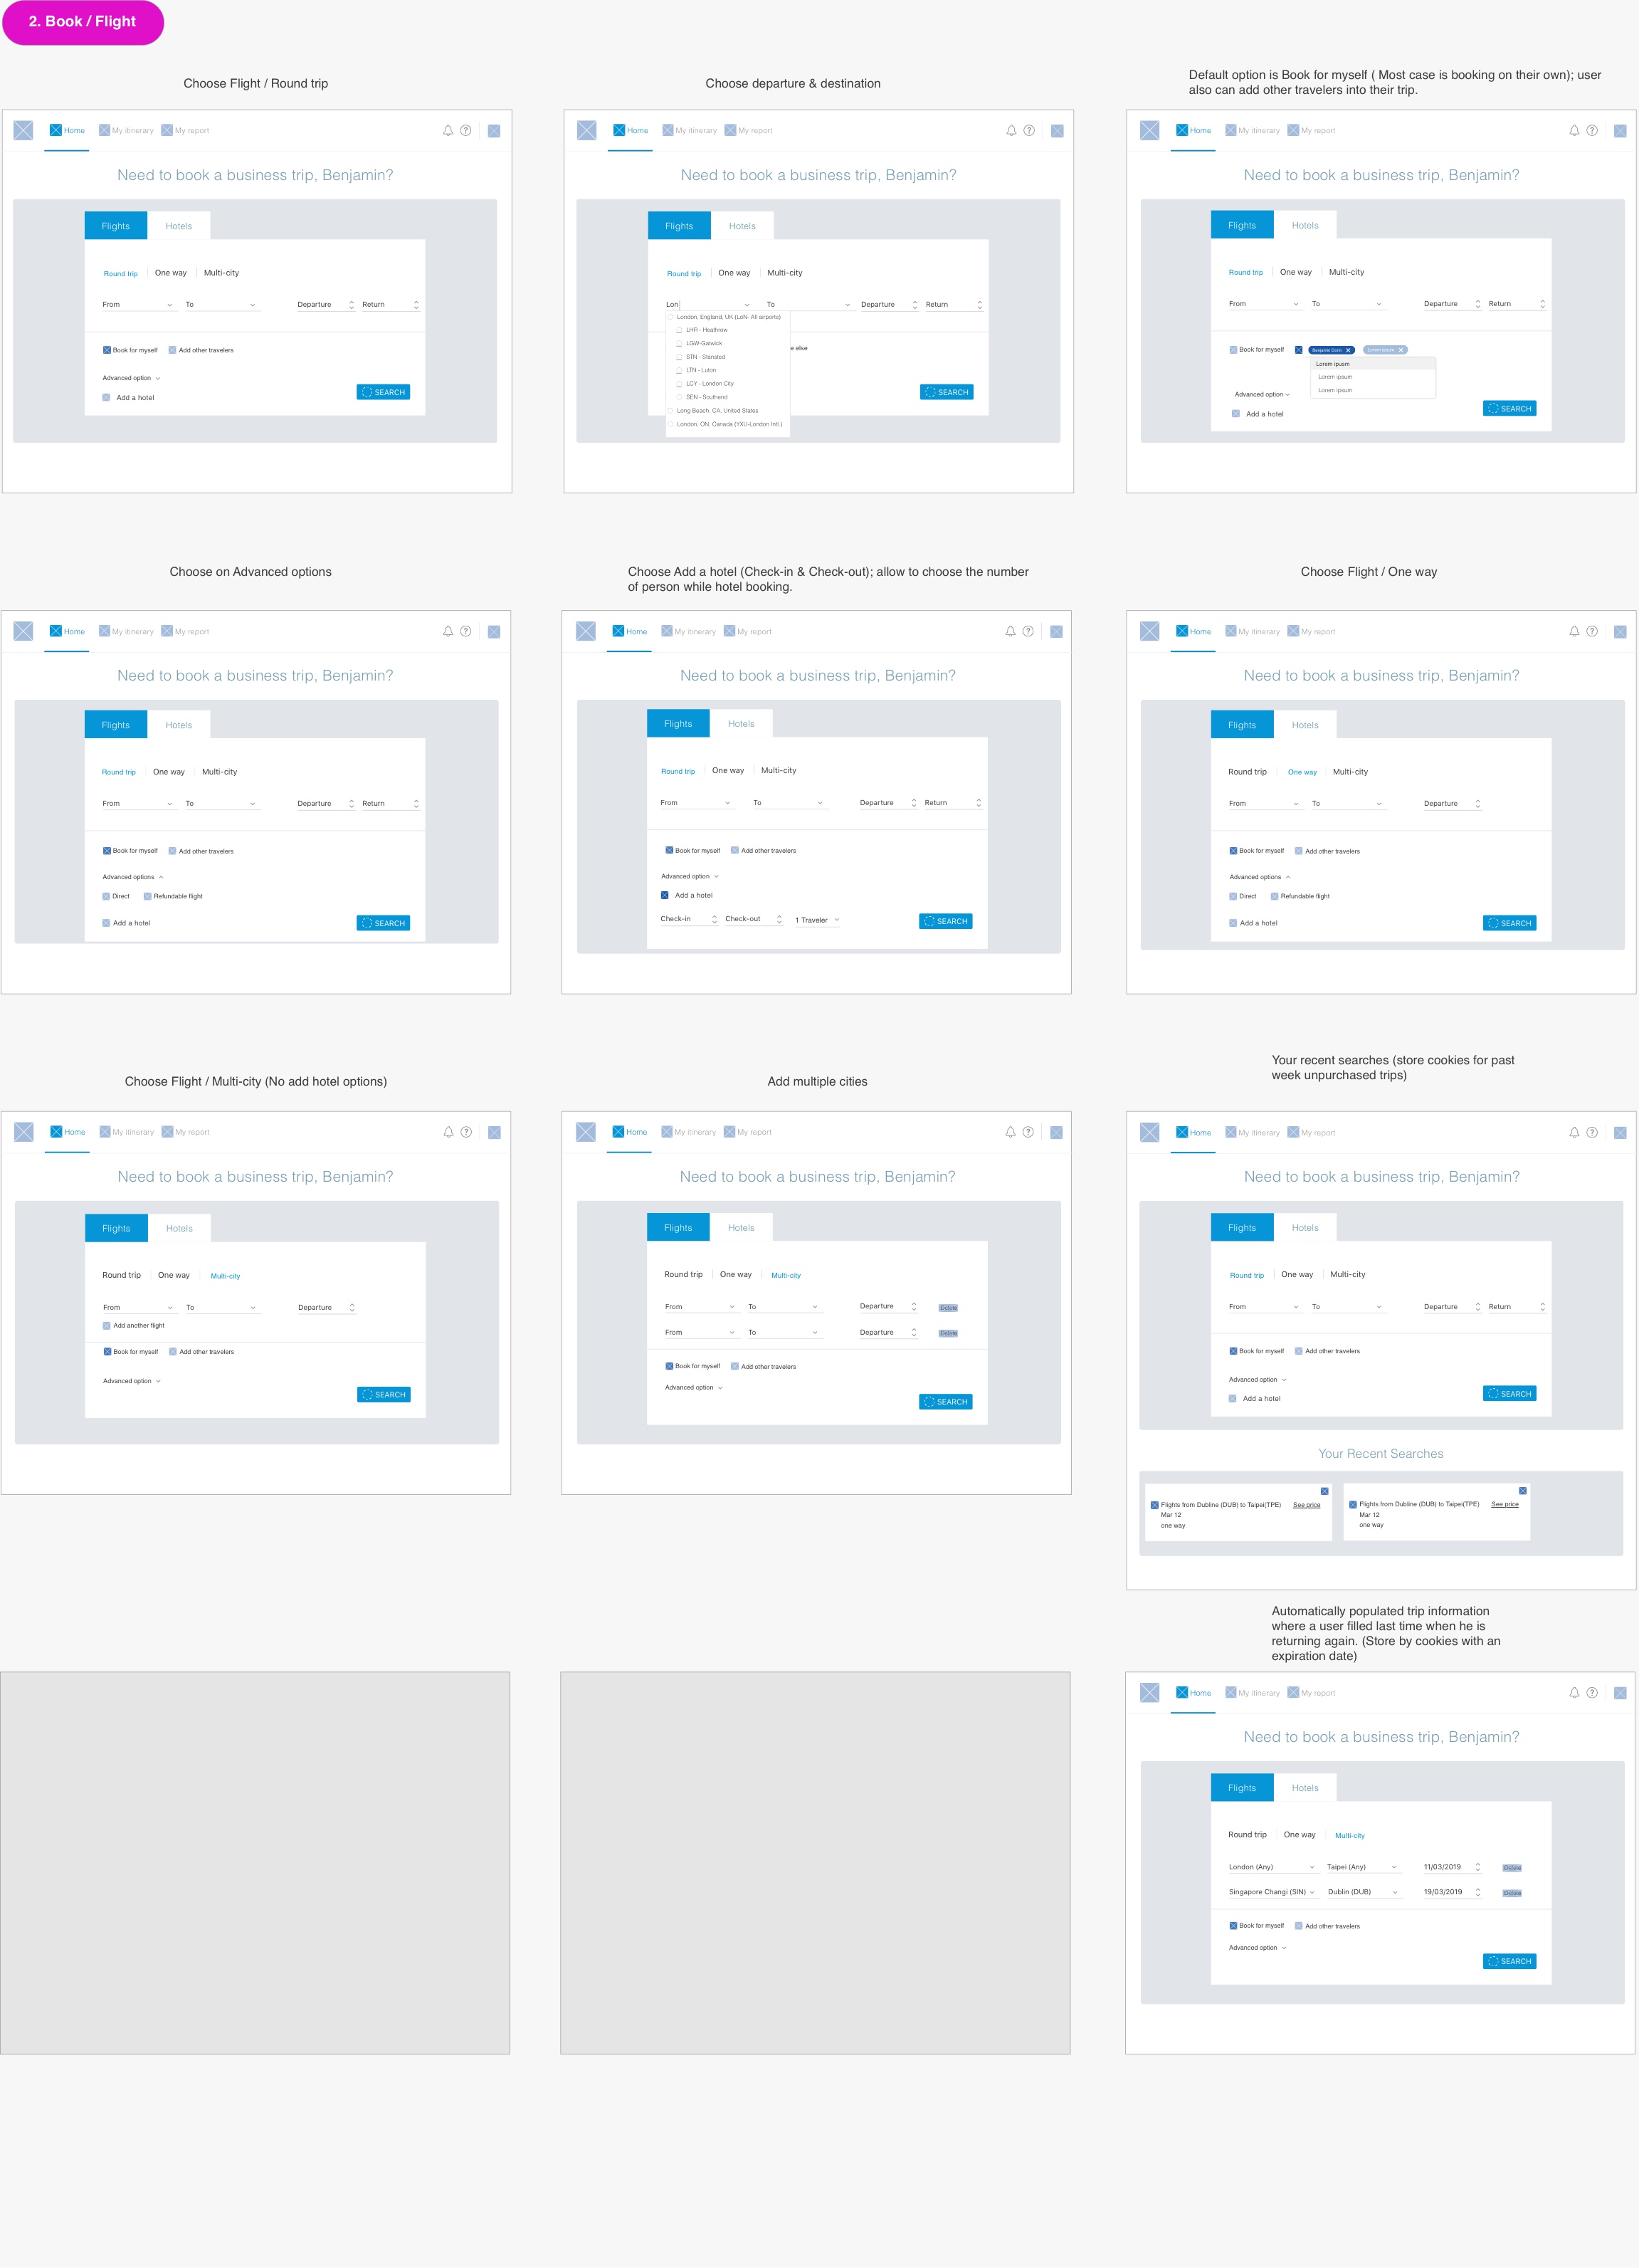 2. Book / Flight
Choose Flight / Round trip
Home My itinerary My report
Need to book a business trip, Benjamin?
Flights Hotels
Round trip One way Multi-city
From To Departure Return
Book for myself Add other travelers
Advanced option
Add a hotel
SEARCH
Choose departure & destination
Home My itinerary My report
Need to book a business trip, Benjamin?
Flights Hotels
Round trip One way Multi-city
Lon To Departure Return
London, England, UK (LoN- All airports)
LHR - Heathrow
LGW-Gatwick
e else
STN - Stansted
LTN - Luton
LCY - London City
SEN - Southend
Long Beach, CA, United States
London, ON, Canada (YXU-London Intl.)
SEARCH
Default option is Book for myself ( Most case is booking on their own); user
also can add other travelers into their trip.
Home My itinerary My report
Need to book a business trip, Benjamin?
Flights Hotels
Round trip One way Multi-city
From To Departure Return
Book for myself Benjamin Lorem ipsum
Lorem ipusm
Lorem ipsum
Lorem ipsum
Advanced option
Add a hotel
SEARCH
Choose on Advanced options
Home My itinerary My report
Need to book a business trip, Benjamin?
Flights Hotels
Round trip One way Multi-city
From To Departure Return
Book for myself Add other travelers
Advanced options
Direct Refundable flight
Add a hotel
SEARCH
Choose Add a hotel (Check-in & Check-out); allow to choose the number
of person while hotel booking.
Home My itinerary My report
Need to book a business trip, Benjamin?
Flights Hotels
Round trip One way Multi-city
From To Departure Return
Book for myself Add other travelers
Advanced option
Add a hotel
Check-in Check-out 1 Traveler
SEARCH
Choose Flight / One way
Home My itinerary My report
Need to book a business trip, Benjamin?
Flights Hotels
Round trip One way Multi-city
From To Departure
Book for myself Add other travelers
Advanced options
Direct Refundable flight
Add a hotel
SEARCH
Choose Flight / Multi-city (No add hotel options)
Home My itinerary My report
Need to book a business trip, Benjamin?
Flights Hotels
Round trip One way Multi-city
From To Departure
Add another flight
Book for myself Add other travelers
Advanced option
SEARCH
Add multiple cities
Home My itinerary My report
Need to book a business trip, Benjamin?
Flights Hotels
Round trip One way Multi-city
From To Departure Delete
From To Departure Delete
Book for myself Add other travelers
Advanced option
SEARCH
Your recent searches (store cookies for past
week unpurchased trips)
Home My itinerary My report
Need to book a business trip, Benjamin?
Flights Hotels
Round trip One way Multi-city
From To Departure Return
Book for myself Add other travelers
Advanced option
Add a hotel
SEARCH
Your Recent Searches
Flights from Dubline (DUB) to Taipei(TPE) See price
Mar 12
one way
Flights from Dubline (DUB) to Taipei(TPE) See price
Mar 12
one way
Automatically populated trip information
where a user filled last time when he is
returning again. (Store by cookies with an
expiration date)
Home My itinerary My report
Need to book a business trip, Benjamin?
Flights Hotels
Round trip One way Multi-city
London (Any) Taipei (Any) 11/03/2019 Delete
Singapore Changi (SIN) Dublin (DUB) 19/03/2019 Delete
Book for myself Add other travelers
Advanced option
SEARCH